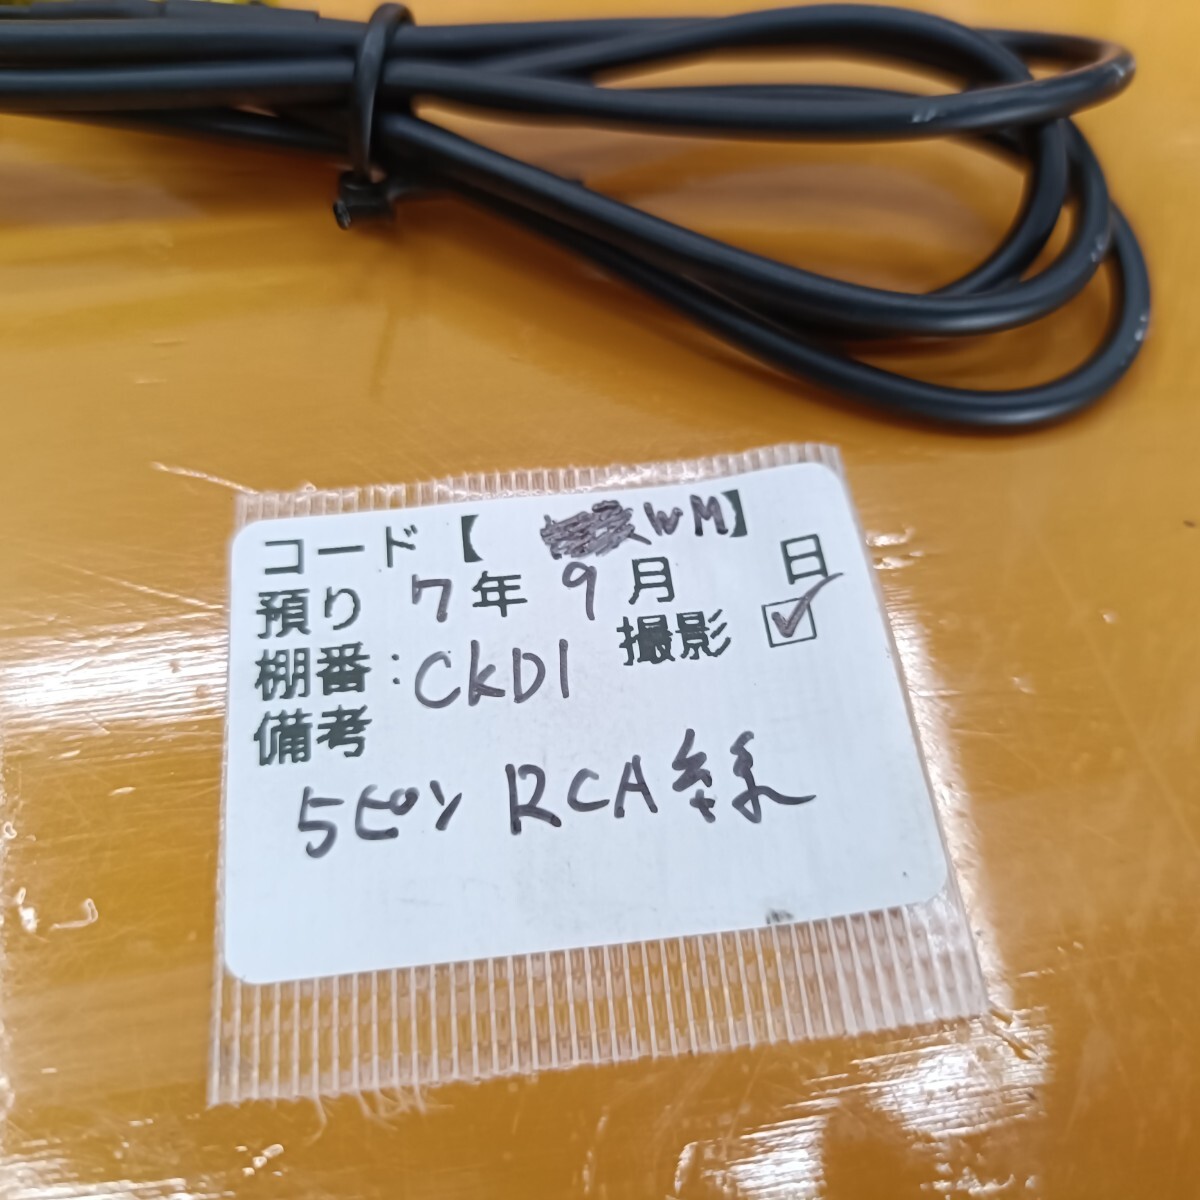 コード【 WM】
預り 7年 9月 日
棚番:CKD1 撮影 ☑
備考
5ピン RCA線